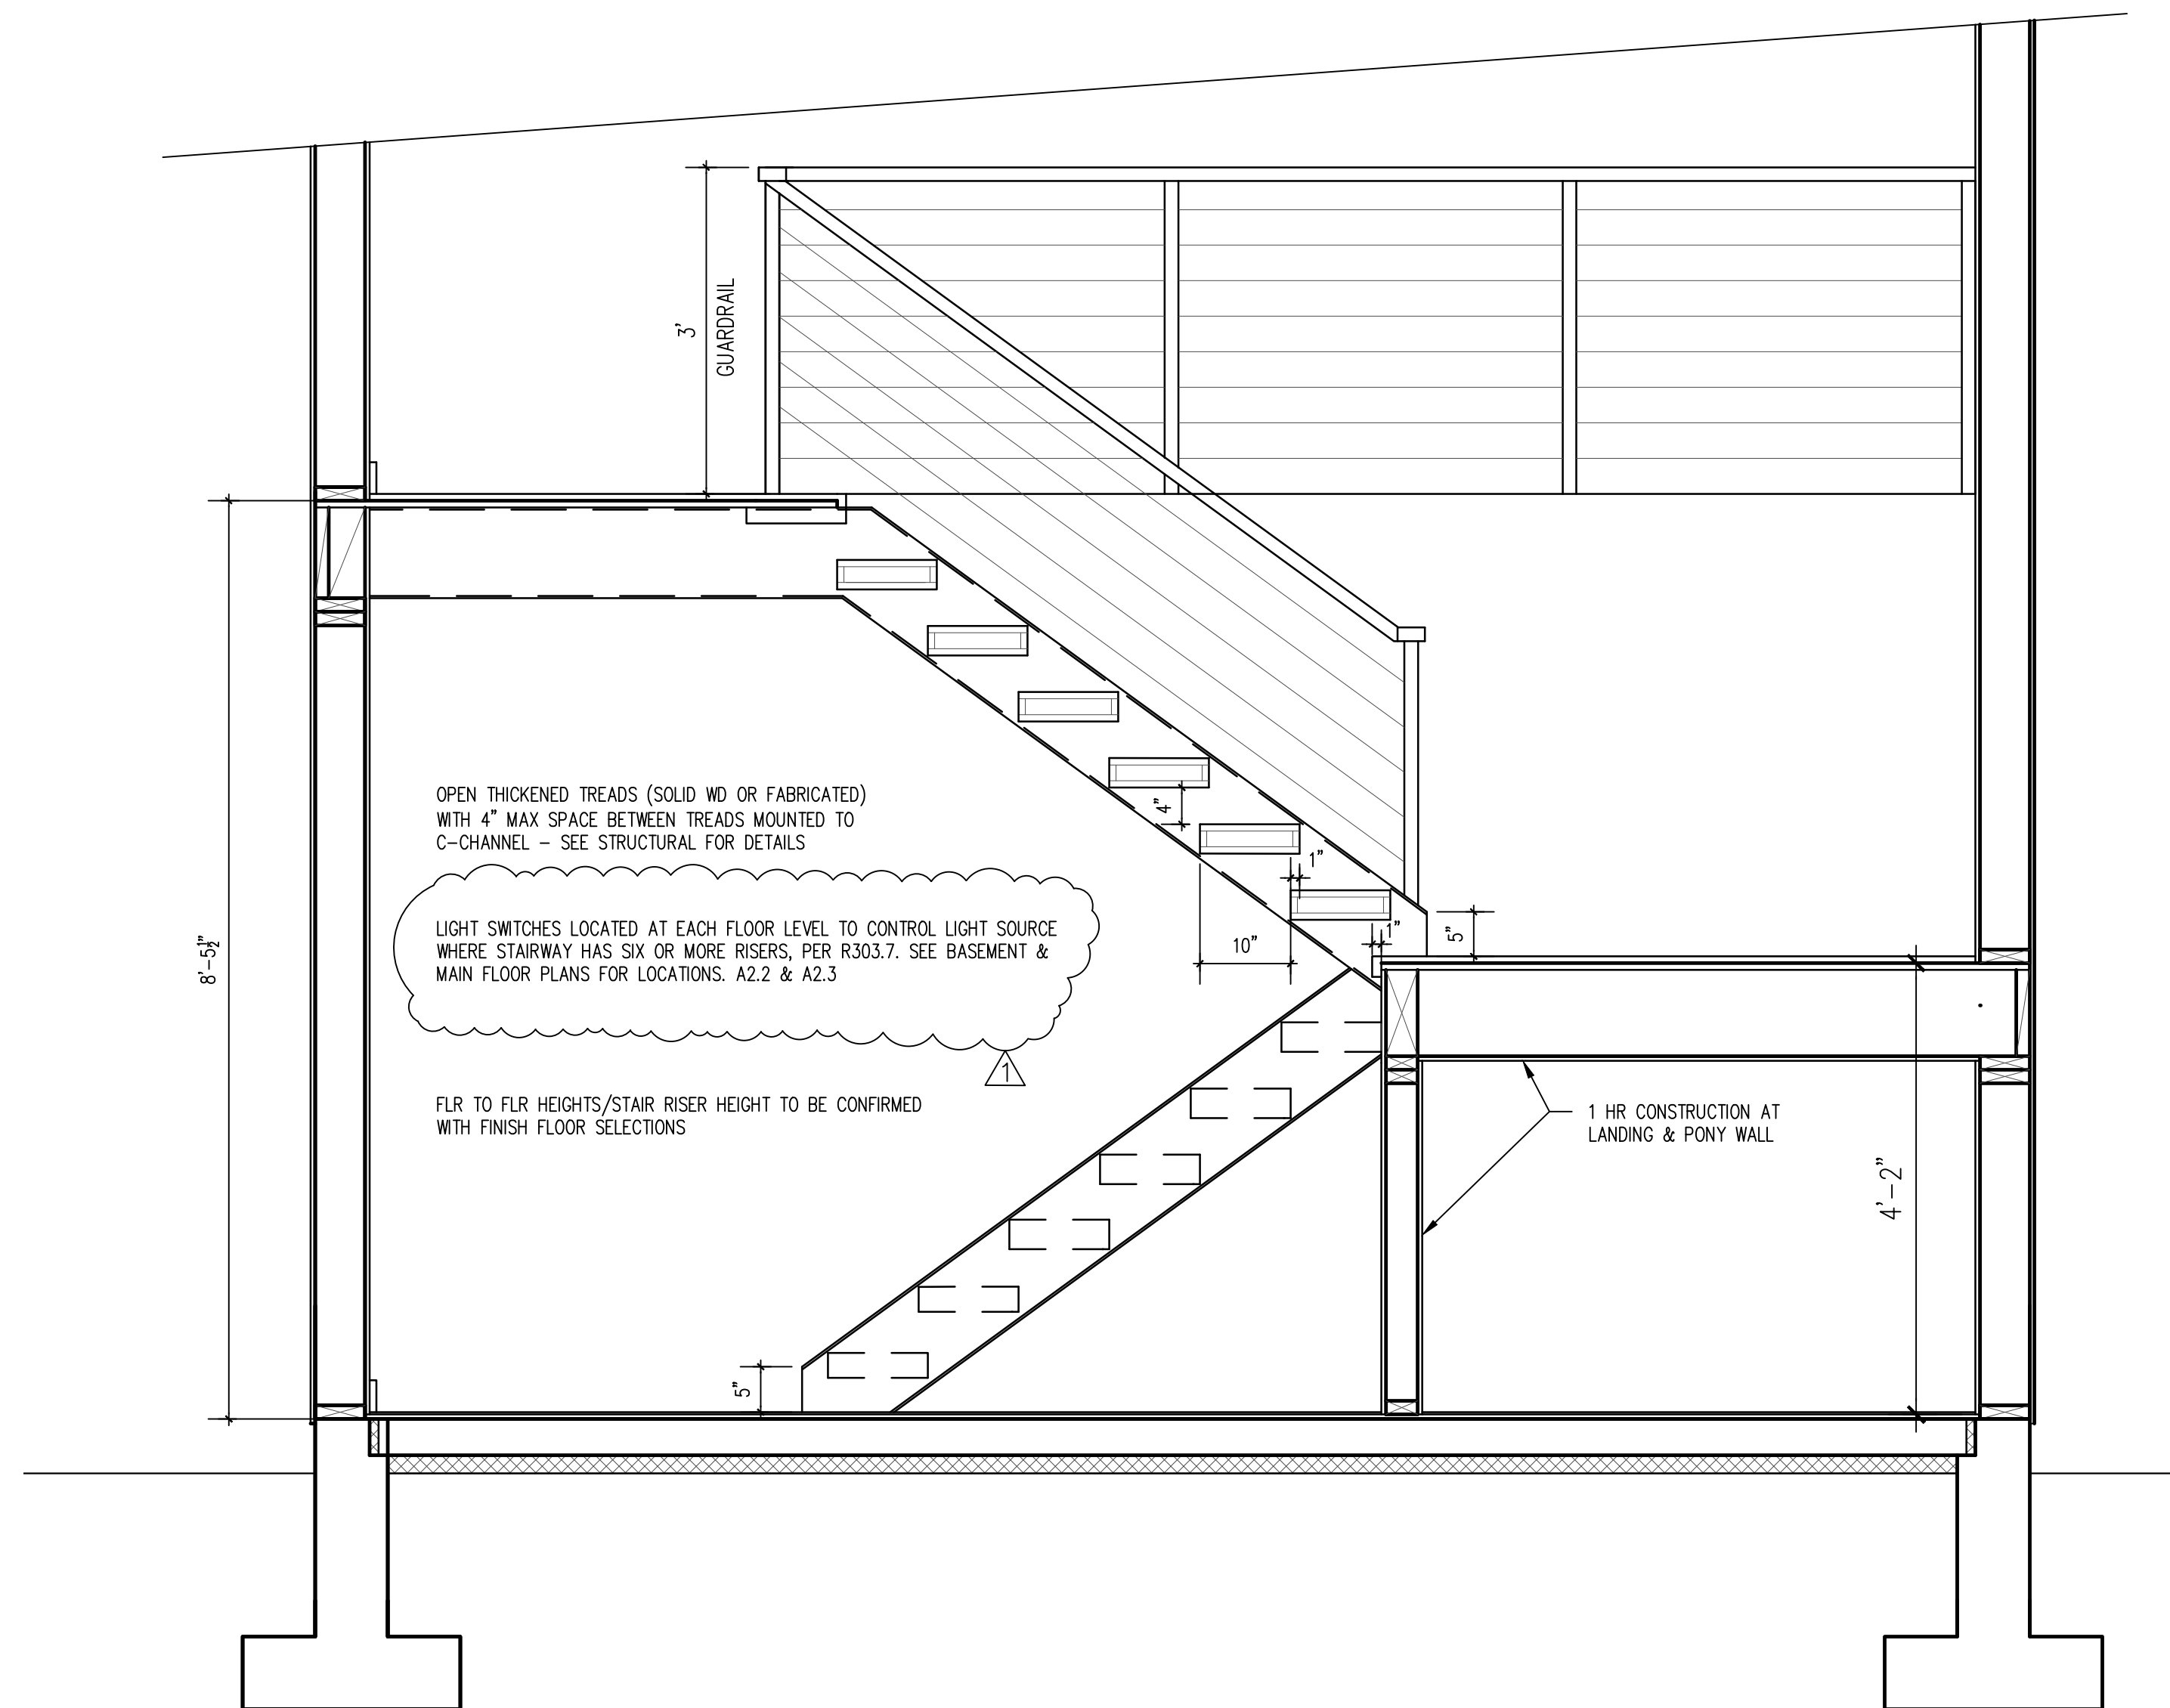 3'
GUARDRAIL
OPEN THICKENED TREADS (SOLID WD OR FABRICATED)
WITH 4" MAX SPACE BETWEEN TREADS MOUNTED TO
C-CHANNEL - SEE STRUCTURAL FOR DETAILS
4"
1"
LIGHT SWITCHES LOCATED AT EACH FLOOR LEVEL TO CONTROL LIGHT SOURCE
WHERE STAIRWAY HAS SIX OR MORE RISERS, PER R303.7. SEE BASEMENT &
MAIN FLOOR PLANS FOR LOCATIONS. A2.2 & A2.3
8'-5½"
10"
1"
5"
1
FLR TO FLR HEIGHTS/STAIR RISER HEIGHT TO BE CONFIRMED
WITH FINISH FLOOR SELECTIONS
1 HR CONSTRUCTION AT
LANDING & PONY WALL
4'-2"
5"